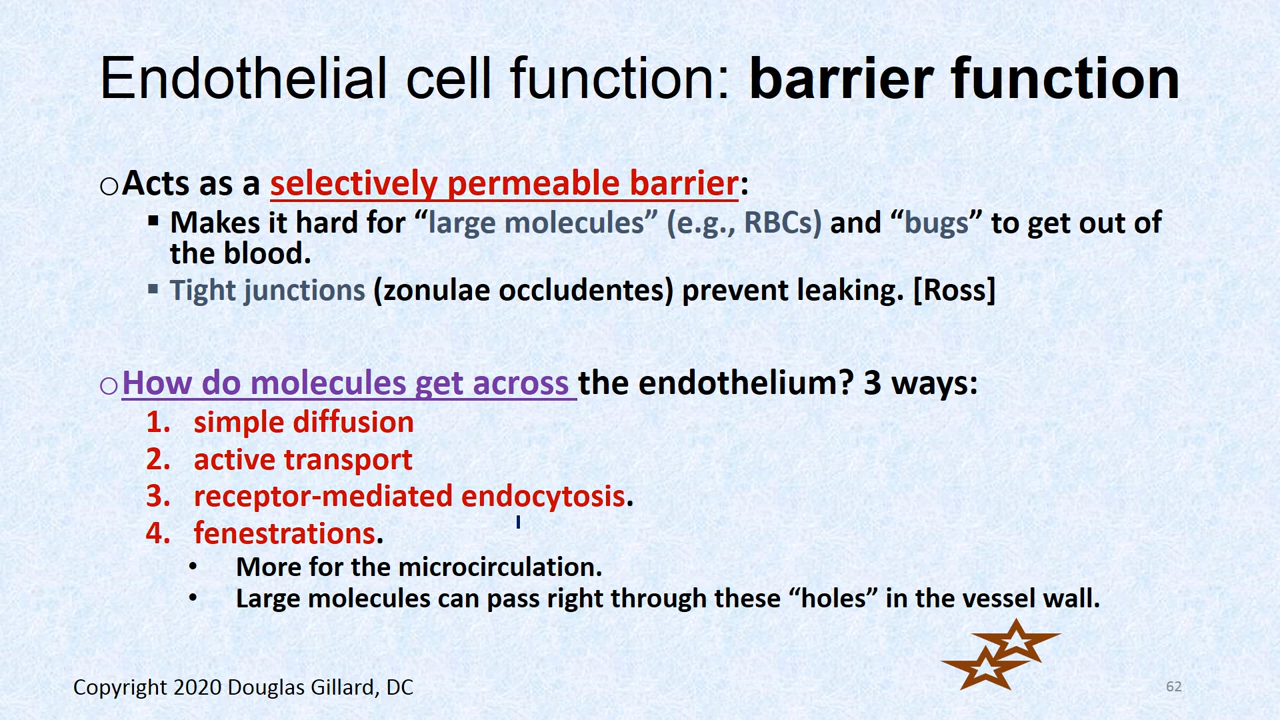 Endothelial cell function: barrier function
○Acts as a selectively permeable barrier:
▪ Makes it hard for “large molecules” (e.g., RBCs) and “bugs” to get out of
the blood.
▪ Tight junctions (zonulae occludentes) prevent leaking. [Ross]
○How do molecules get across the endothelium? 3 ways:
1. simple diffusion
2. active transport
3. receptor-mediated endocytosis.
4. fenestrations.
• More for the microcirculation.
• Large molecules can pass right through these “holes” in the vessel wall.
Copyright 2020 Douglas Gillard, DC
62